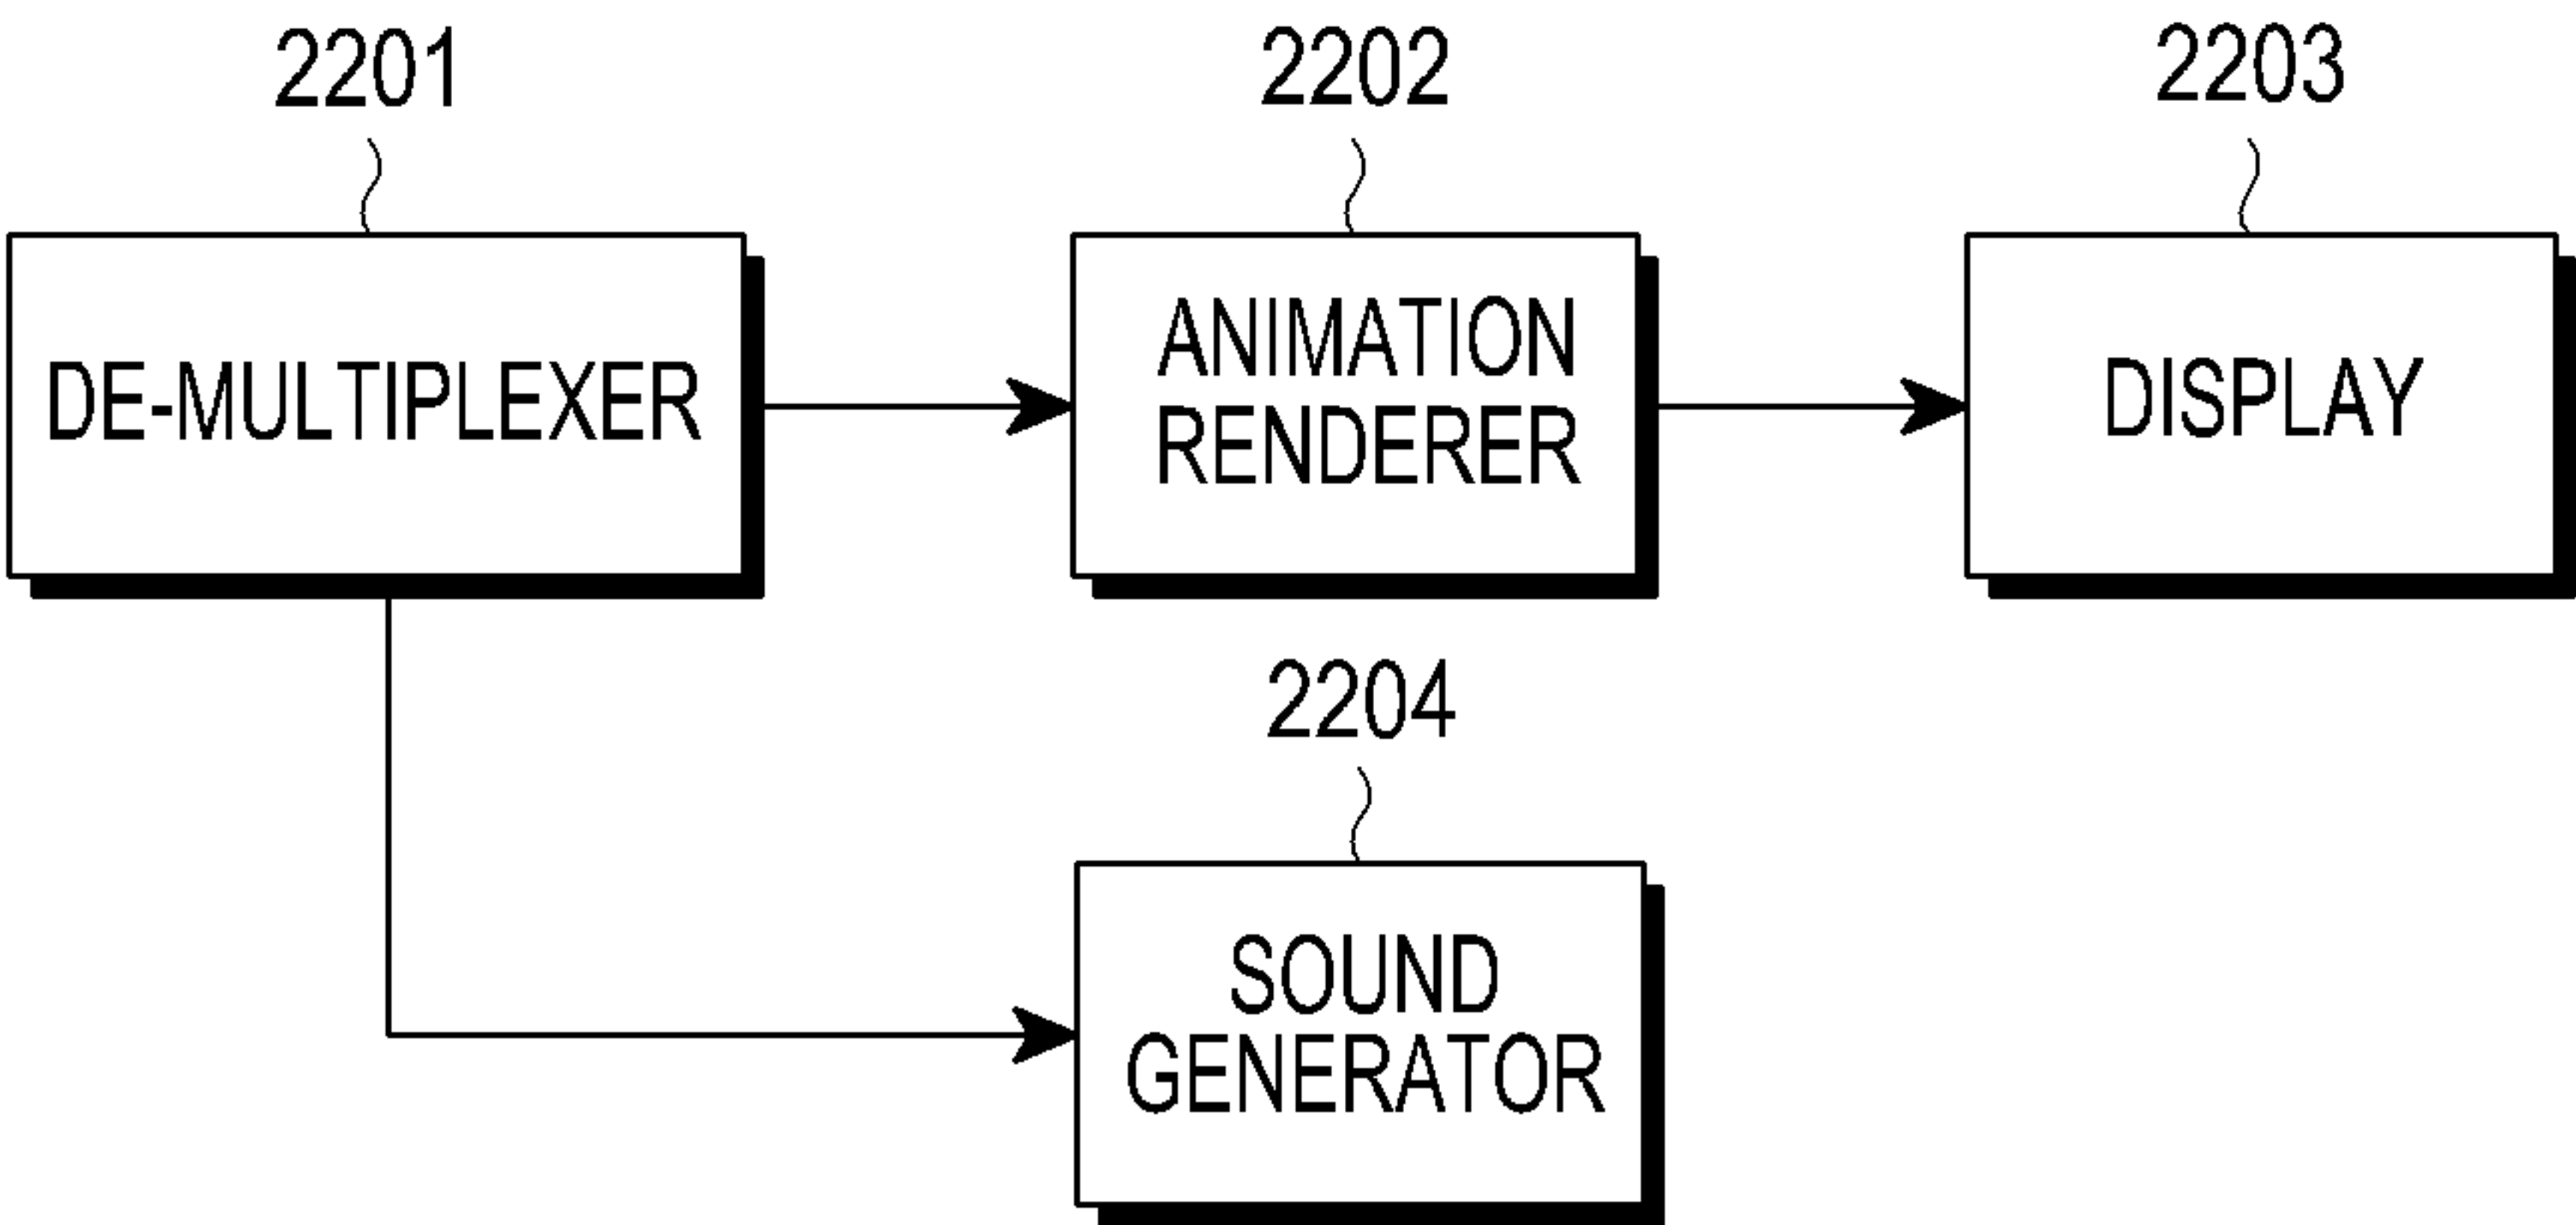 2201
2202
2203
DE-MULTIPLEXER
ANIMATION
RENDERER
DISPLAY
2204
SOUND
GENERATOR